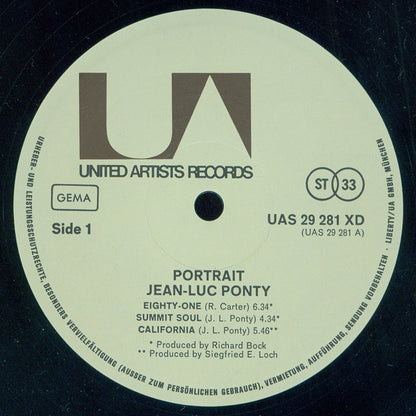 UA
UNITED ARTISTS RECORDS
GEMA
ST 33
Side 1
UAS 29 281 XD
(UAS 29 281 A)
PORTRAIT
JEAN-LUC PONTY
EIGHTY-ONE (R. Carter) 6.34*
SUMMIT SOUL (J. L. Ponty) 4.34*
CALIFORNIA (J. L. Ponty) 5.46**
* Produced by Richard Bock
** Produced by Siegfried E. Loch
URHEBER- UND LEISTUNGSSCHUTZRECHTE, BESONDERS VERVIELFÄLTIGUNG (AUSSER ZUM PERSÖNLICHEN GEBRAUCH), VERMIETUNG, AUFFÜHRUNG, SENDUNG VORBEHALTEN · LIBERTY/UA GMBH, MÜNCHEN